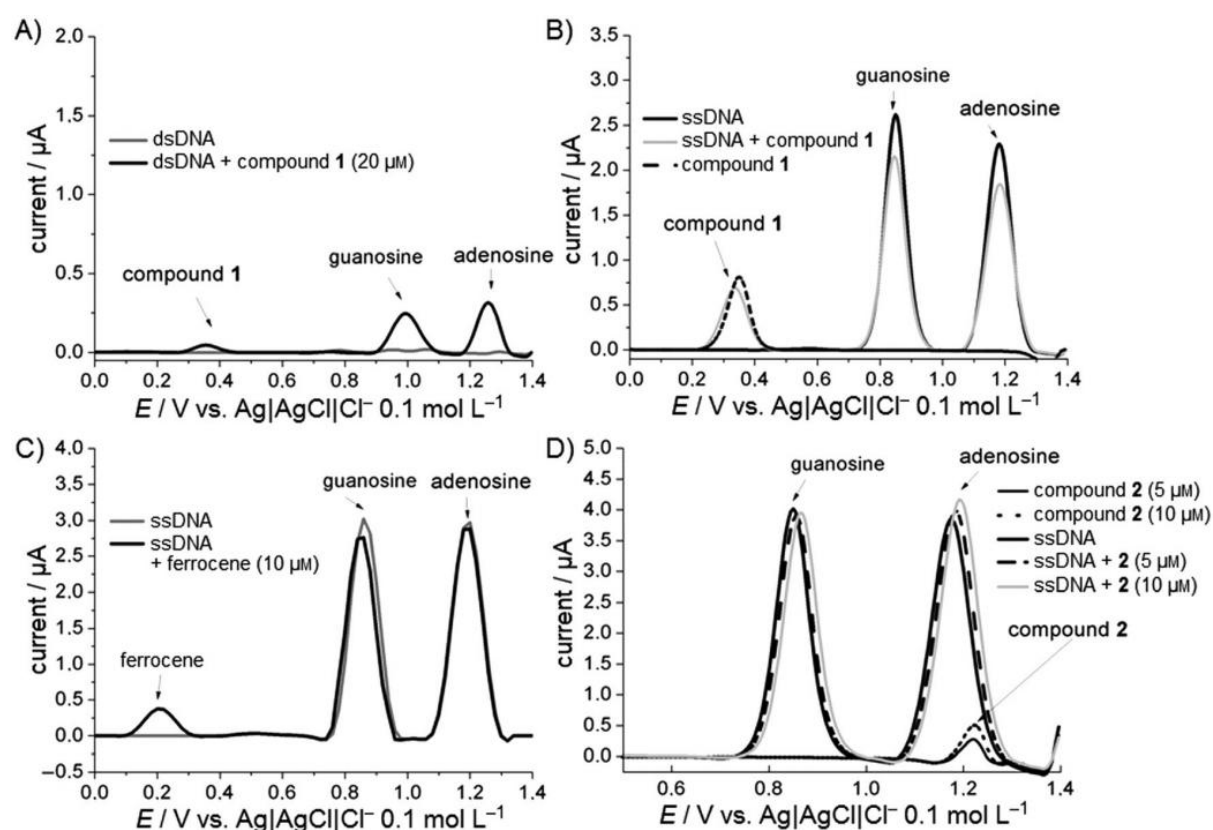 A)
2.0
1.5
1.0
0.5
0.0
current / µA
dsDNA
dsDNA + compound 1 (20 µM)
compound 1
guanosine
adenosine
0.0 0.2 0.4 0.6 0.8 1.0 1.2 1.4
E / V vs. Ag|AgCl|Cl⁻ 0.1 mol L⁻¹
B)
3.5
3.0
2.5
2.0
1.5
1.0
0.5
0.0
current / µA
guanosine
adenosine
ssDNA
ssDNA + compound 1
compound 1
compound 1
0.0 0.2 0.4 0.6 0.8 1.0 1.2 1.4
E / V vs. Ag|AgCl|Cl⁻ 0.1 mol L⁻¹
C)
4.0
3.5
3.0
2.5
2.0
1.5
1.0
0.5
0.0
–0.5
current / µA
guanosine
adenosine
ssDNA
ssDNA
+ ferrocene (10 µM)
ferrocene
0.0 0.2 0.4 0.6 0.8 1.0 1.2 1.4
E / V vs. Ag|AgCl|Cl⁻ 0.1 mol L⁻¹
D)
5.0
4.5
4.0
3.5
3.0
2.5
2.0
1.5
1.0
0.5
0.0
current / µA
guanosine
adenosine
compound 2 (5 µM)
compound 2 (10 µM)
ssDNA
ssDNA + 2 (5 µM)
ssDNA + 2 (10 µM)
compound 2
0.6 0.8 1.0 1.2 1.4
E / V vs. Ag|AgCl|Cl⁻ 0.1 mol L⁻¹